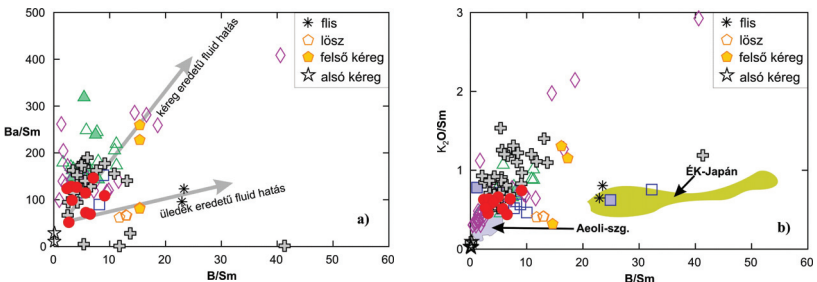 500
400
300
200
100
0
Ba/Sm
0
10
20
30
40
50
60
B/Sm
kéreg eredetű fluid hatás
üledék eredetű fluid hatás
a)
flis
lösz
felső kéreg
alsó kéreg
3
2
1
0
K2O/Sm
0
10
20
30
40
50
60
B/Sm
ÉK-Japán
Aeoli-szg.
b)
flis
lösz
felső kéreg
alsó kéreg